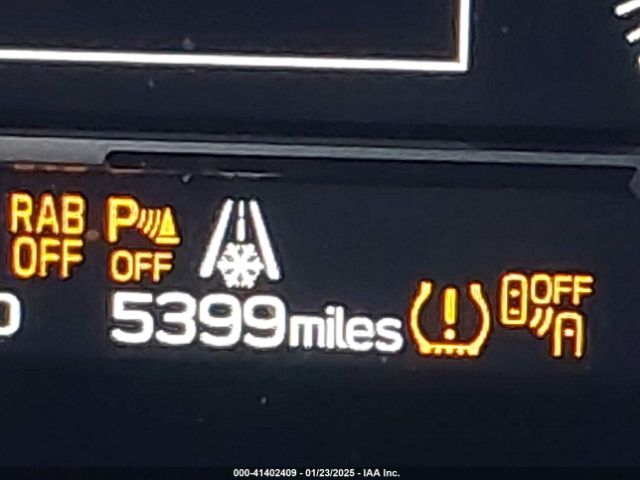 RAB
OFF
P
OFF
5399miles
OFF
000-41402409 - 01/23/2025 - IAA Inc.